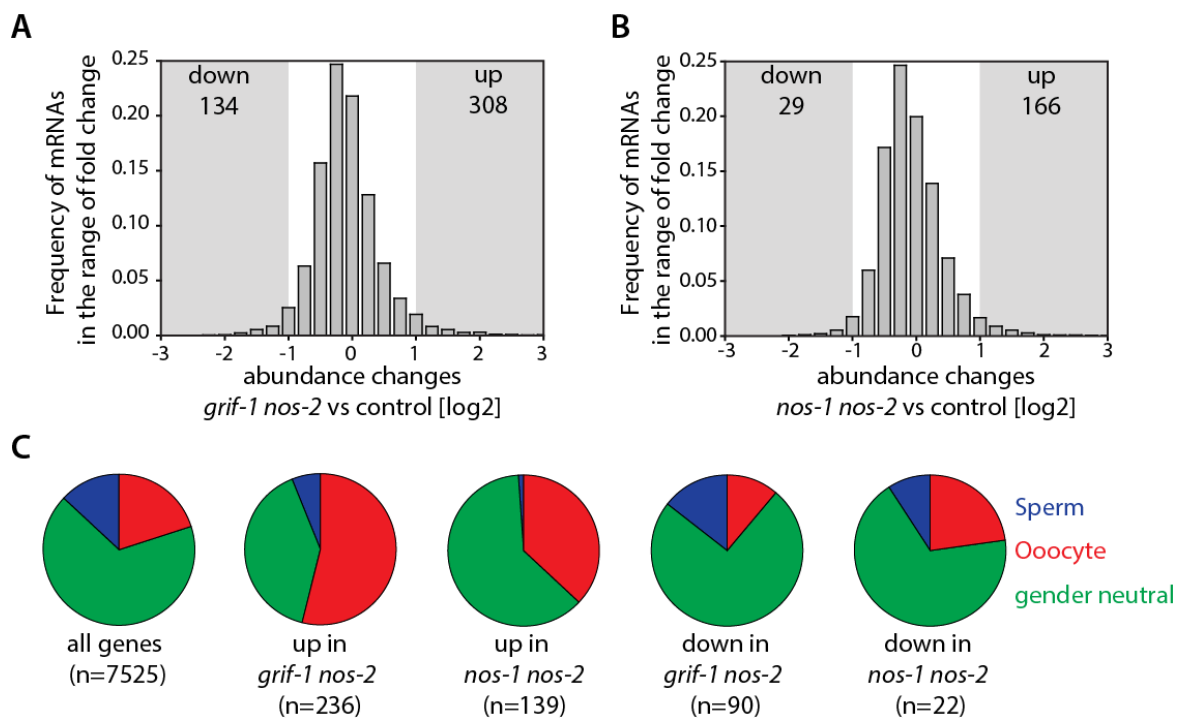 A
Frequency of mRNAs
in the range of fold change
0.25
0.20
0.15
0.10
0.05
0.00
down
134
up
308
-3 -2 -1 0 1 2 3
abundance changes
grif-1 nos-2 vs control [log2]
B
Frequency of mRNAs
in the range of fold change
0.25
0.20
0.15
0.10
0.05
0.00
down
29
up
166
-3 -2 -1 0 1 2 3
abundance changes
nos-1 nos-2 vs control [log2]
C
all genes
(n=7525)
up in
grif-1 nos-2
(n=236)
up in
nos-1 nos-2
(n=139)
down in
grif-1 nos-2
(n=90)
down in
nos-1 nos-2
(n=22)
Sperm
Ooocyte
gender neutral